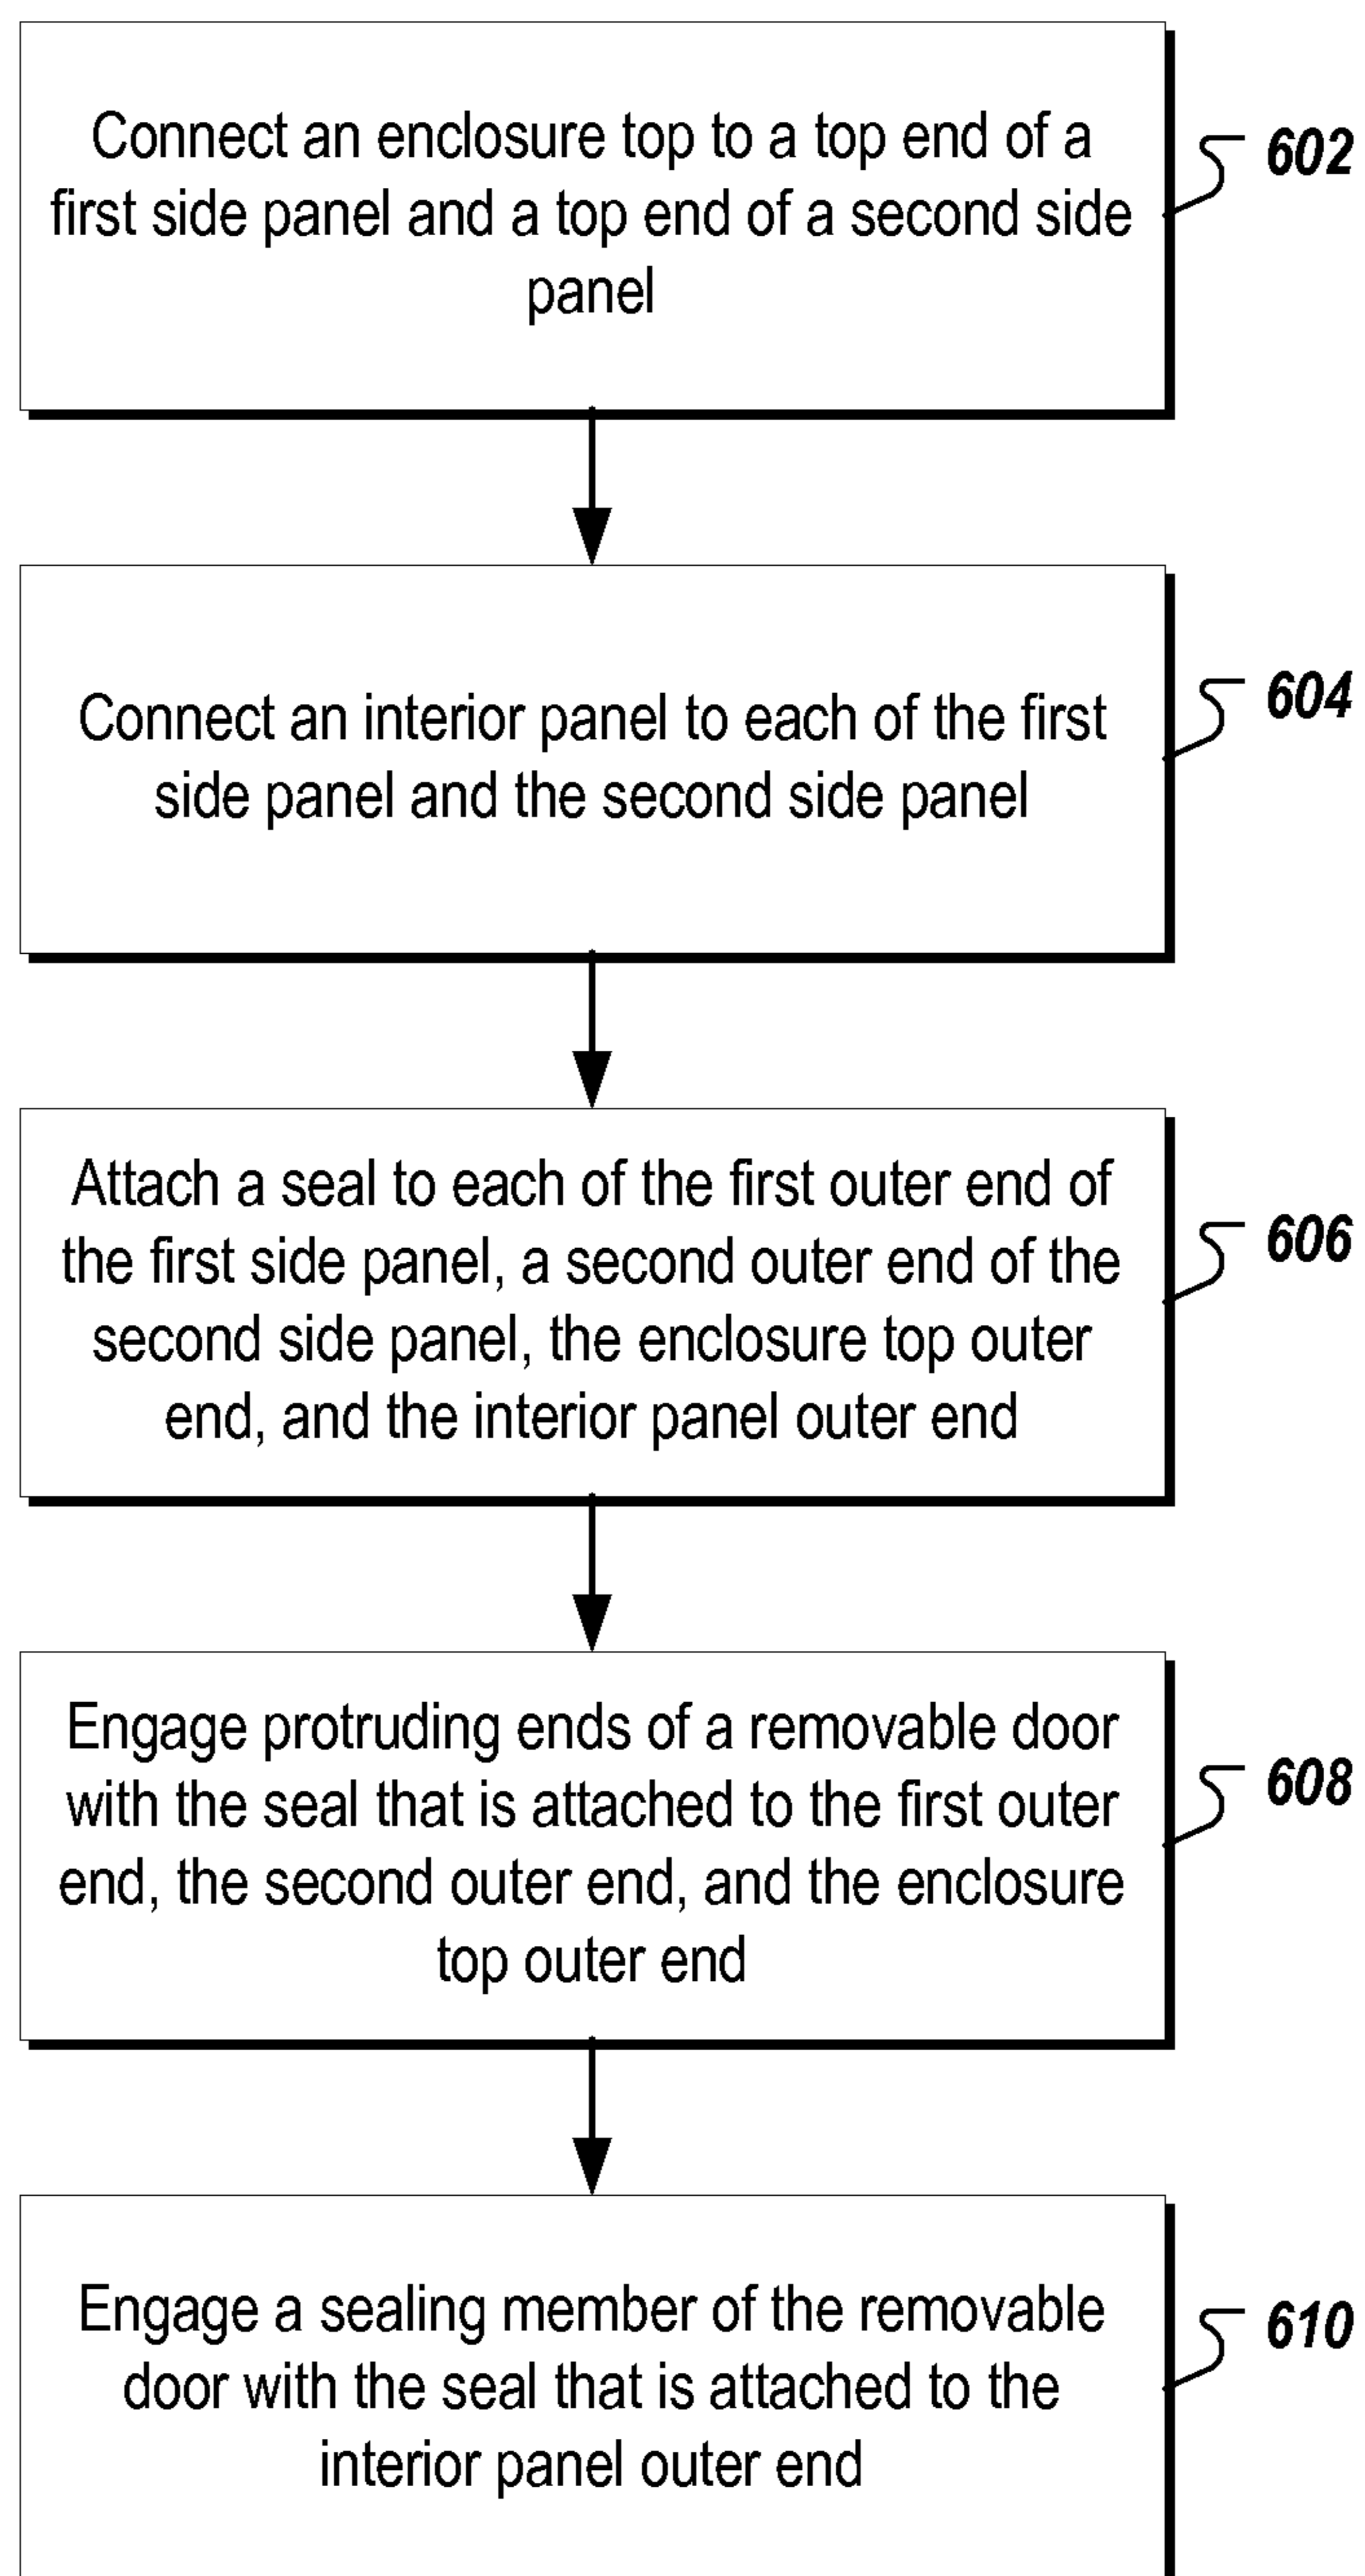 Connect an enclosure top to a top end of a
first side panel and a top end of a second side
panel
602
Connect an interior panel to each of the first
side panel and the second side panel
604
Attach a seal to each of the first outer end of
the first side panel, a second outer end of the
second side panel, the enclosure top outer
end, and the interior panel outer end
606
Engage protruding ends of a removable door
with the seal that is attached to the first outer
end, the second outer end, and the enclosure
top outer end
608
Engage a sealing member of the removable
door with the seal that is attached to the
interior panel outer end
610